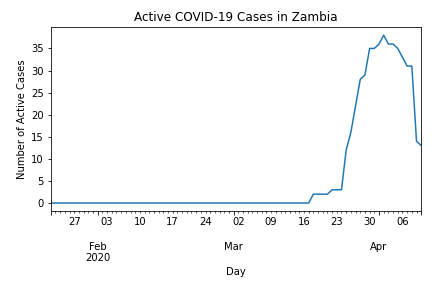 Active COVID-19 Cases in Zambia
Number of Active Cases
35
30
25
20
15
10
5
0
27 03 10 17 24 02 09 16 23 30 06
Feb Mar Apr
2020
Day